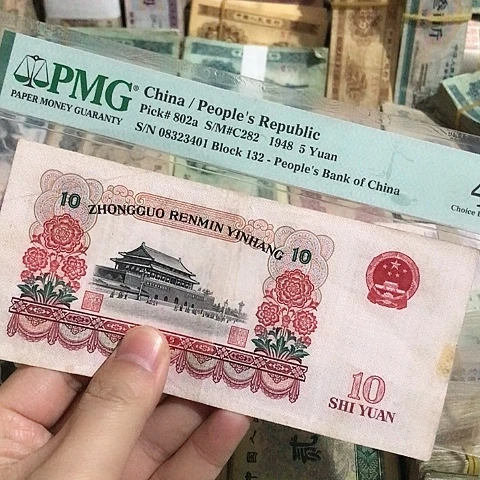 PMG®
PAPER MONEY GUARANTY
China / People's Republic
Pick# 802a S/M#C282 1948 5 Yuan
S/N 08323401 Block 132 - People's Bank of China
4
Choice
10
ZHONGGUO RENMIN YINHANG
10
10
SHI YUAN